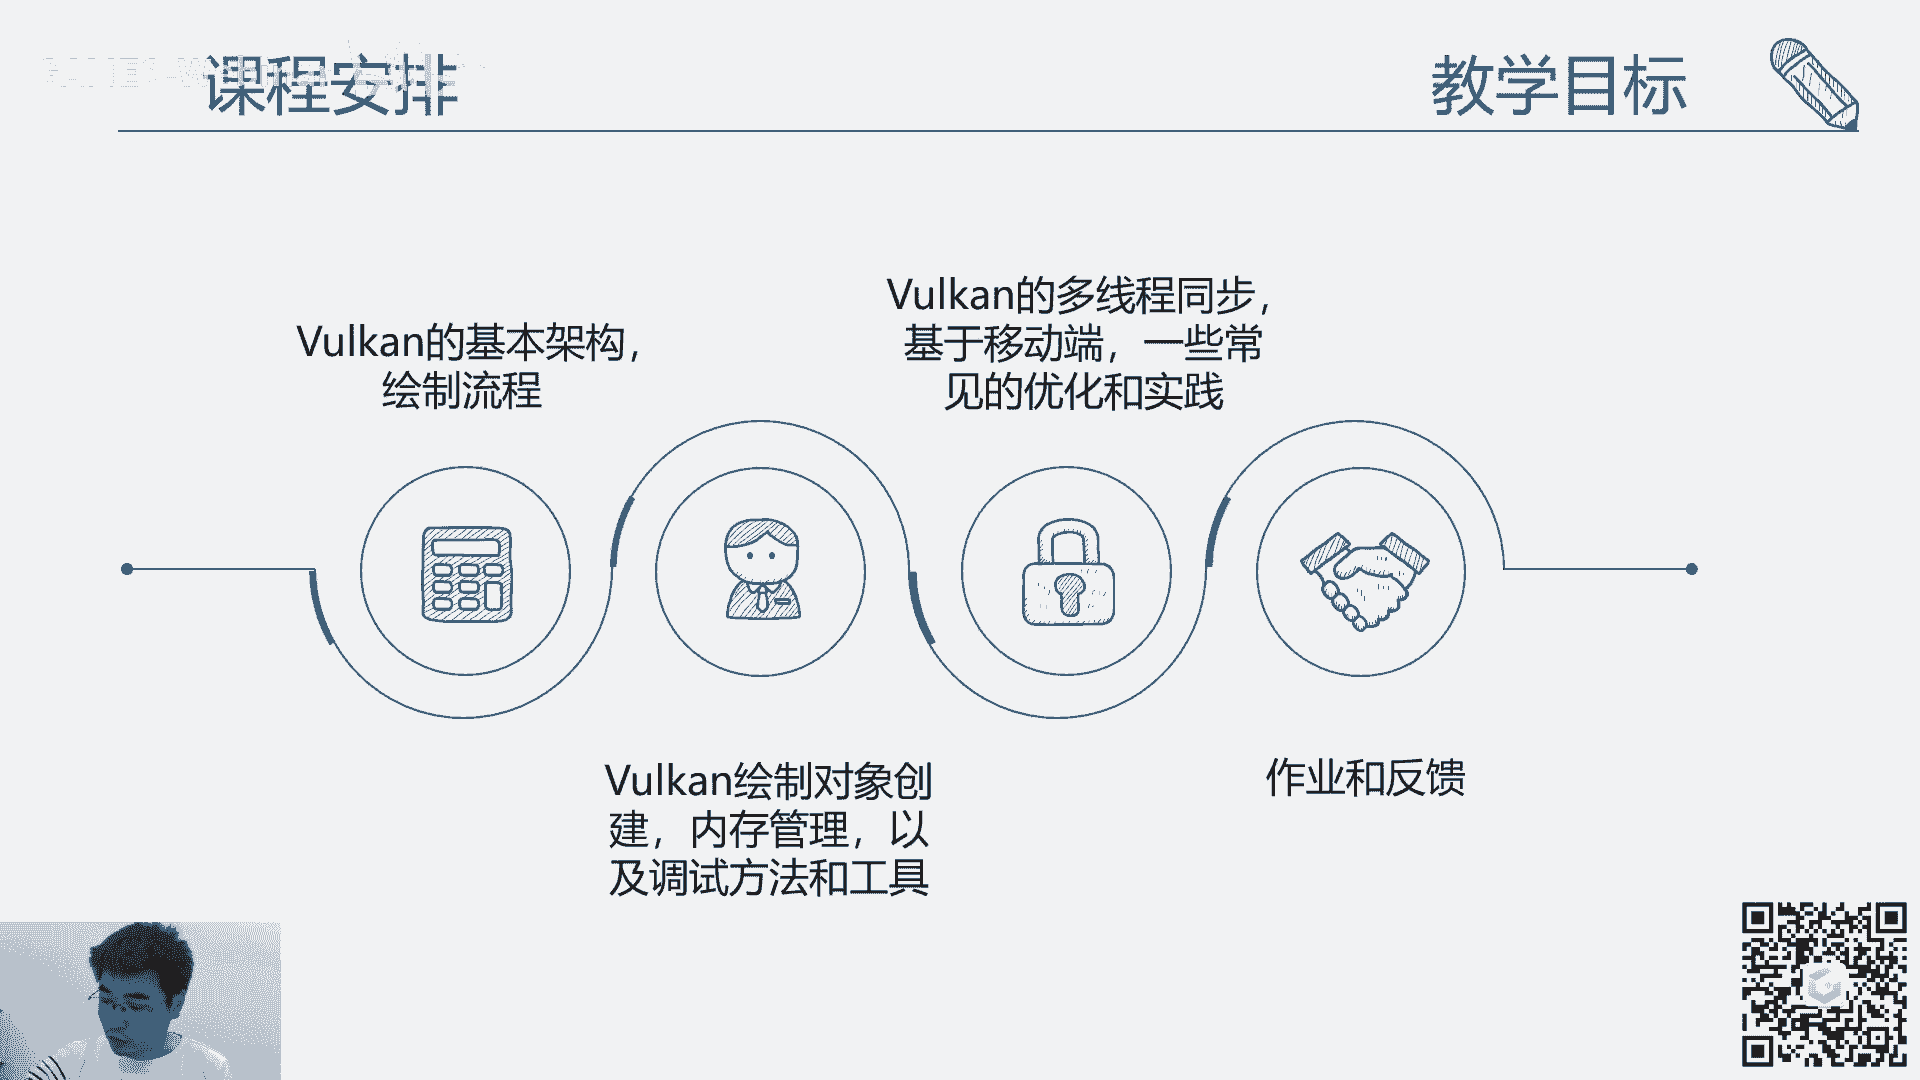 课程安排
教学目标
Vulkan的基本架构，
绘制流程
Vulkan绘制对象创
建，内存管理，以
及调试方法和工具
Vulkan的多线程同步，
基于移动端，一些常
见的优化和实践
作业和反馈